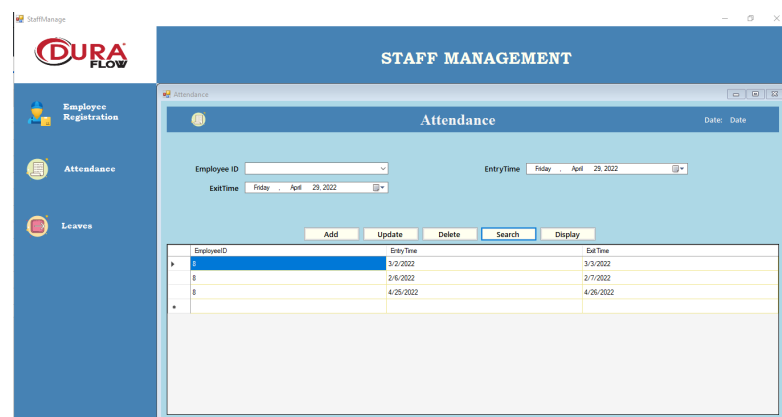 StaffManage
DURA
FLOW
STAFF MANAGEMENT
Employee
Registration
Attendance
Leaves
Attendance
Attendance
Date: Date
Employee ID
EntryTime Friday , April 29, 2022
ExitTime Friday , April 29, 2022
Add Update Delete Search Display
EmployeeID EntryTime ExitTime
8 3/2/2022 3/3/2022
8 2/6/2022 2/7/2022
8 4/25/2022 4/26/2022